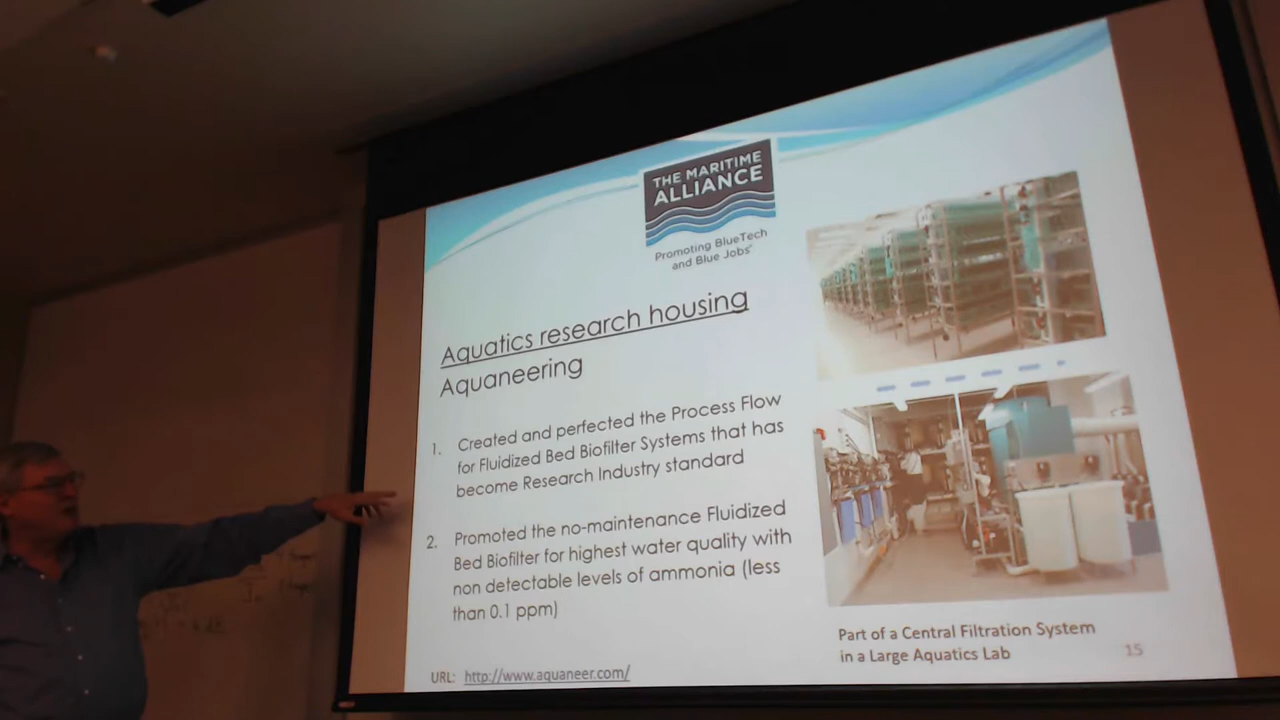 THE MARITIME
ALLIANCE
Promoting BlueTech
and Blue Jobs
Aquatics research housing
Aquaneering
1. Created and perfected the Process Flow
for Fluidized Bed Biofilter Systems that has
become Research Industry standard
2. Promoted the no-maintenance Fluidized
Bed Biofilter for highest water quality with
non detectable levels of ammonia (less
than 0.1 ppm)
URL: http://www.aquaneer.com/
Part of a Central Filtration System
in a Large Aquatics Lab
15